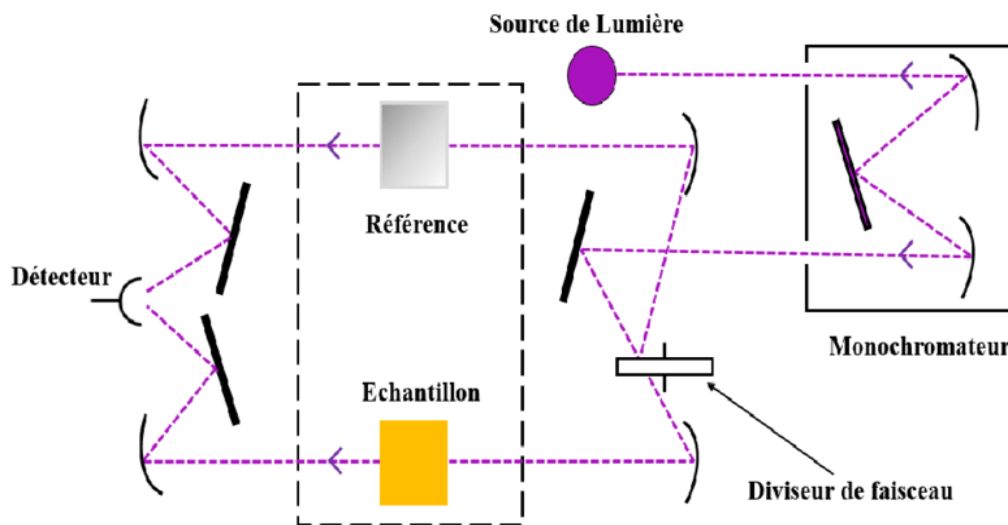 Source de Lumière
Référence
Détecteur
Monochromateur
Echantillon
Diviseur de faisceau